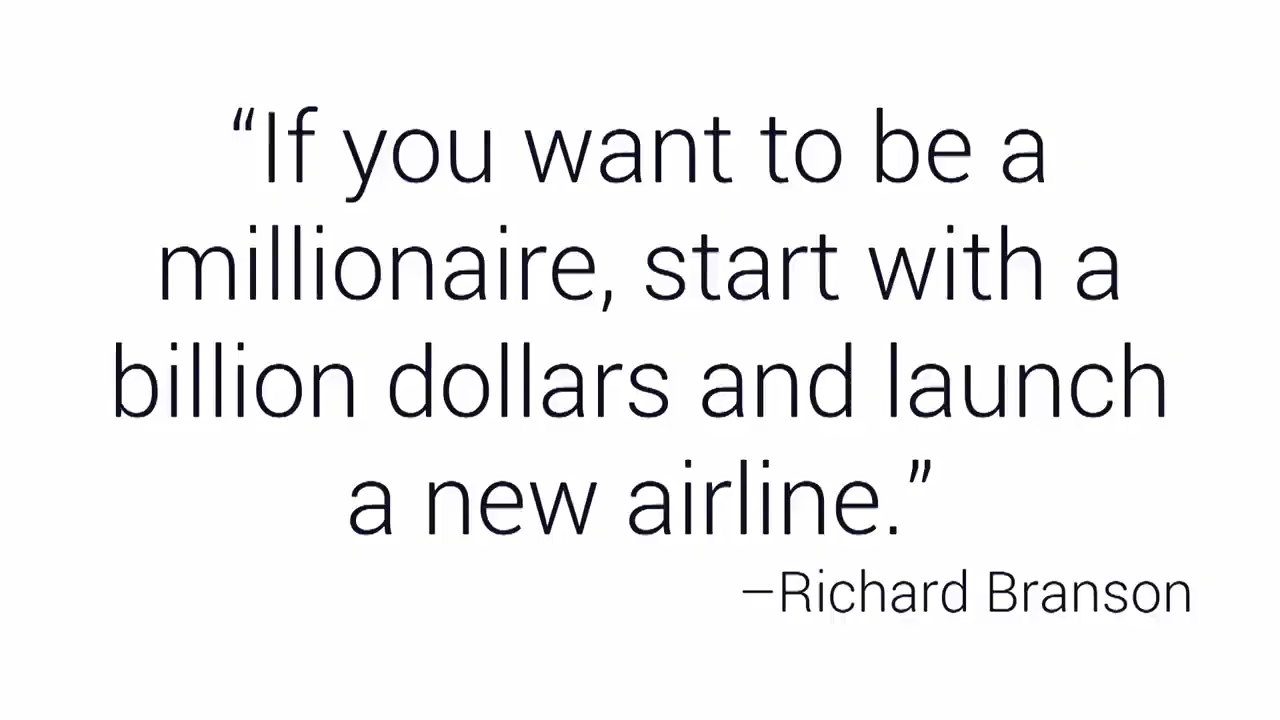 “If you want to be a
millionaire, start with a
billion dollars and launch
a new airline.”
–Richard Branson